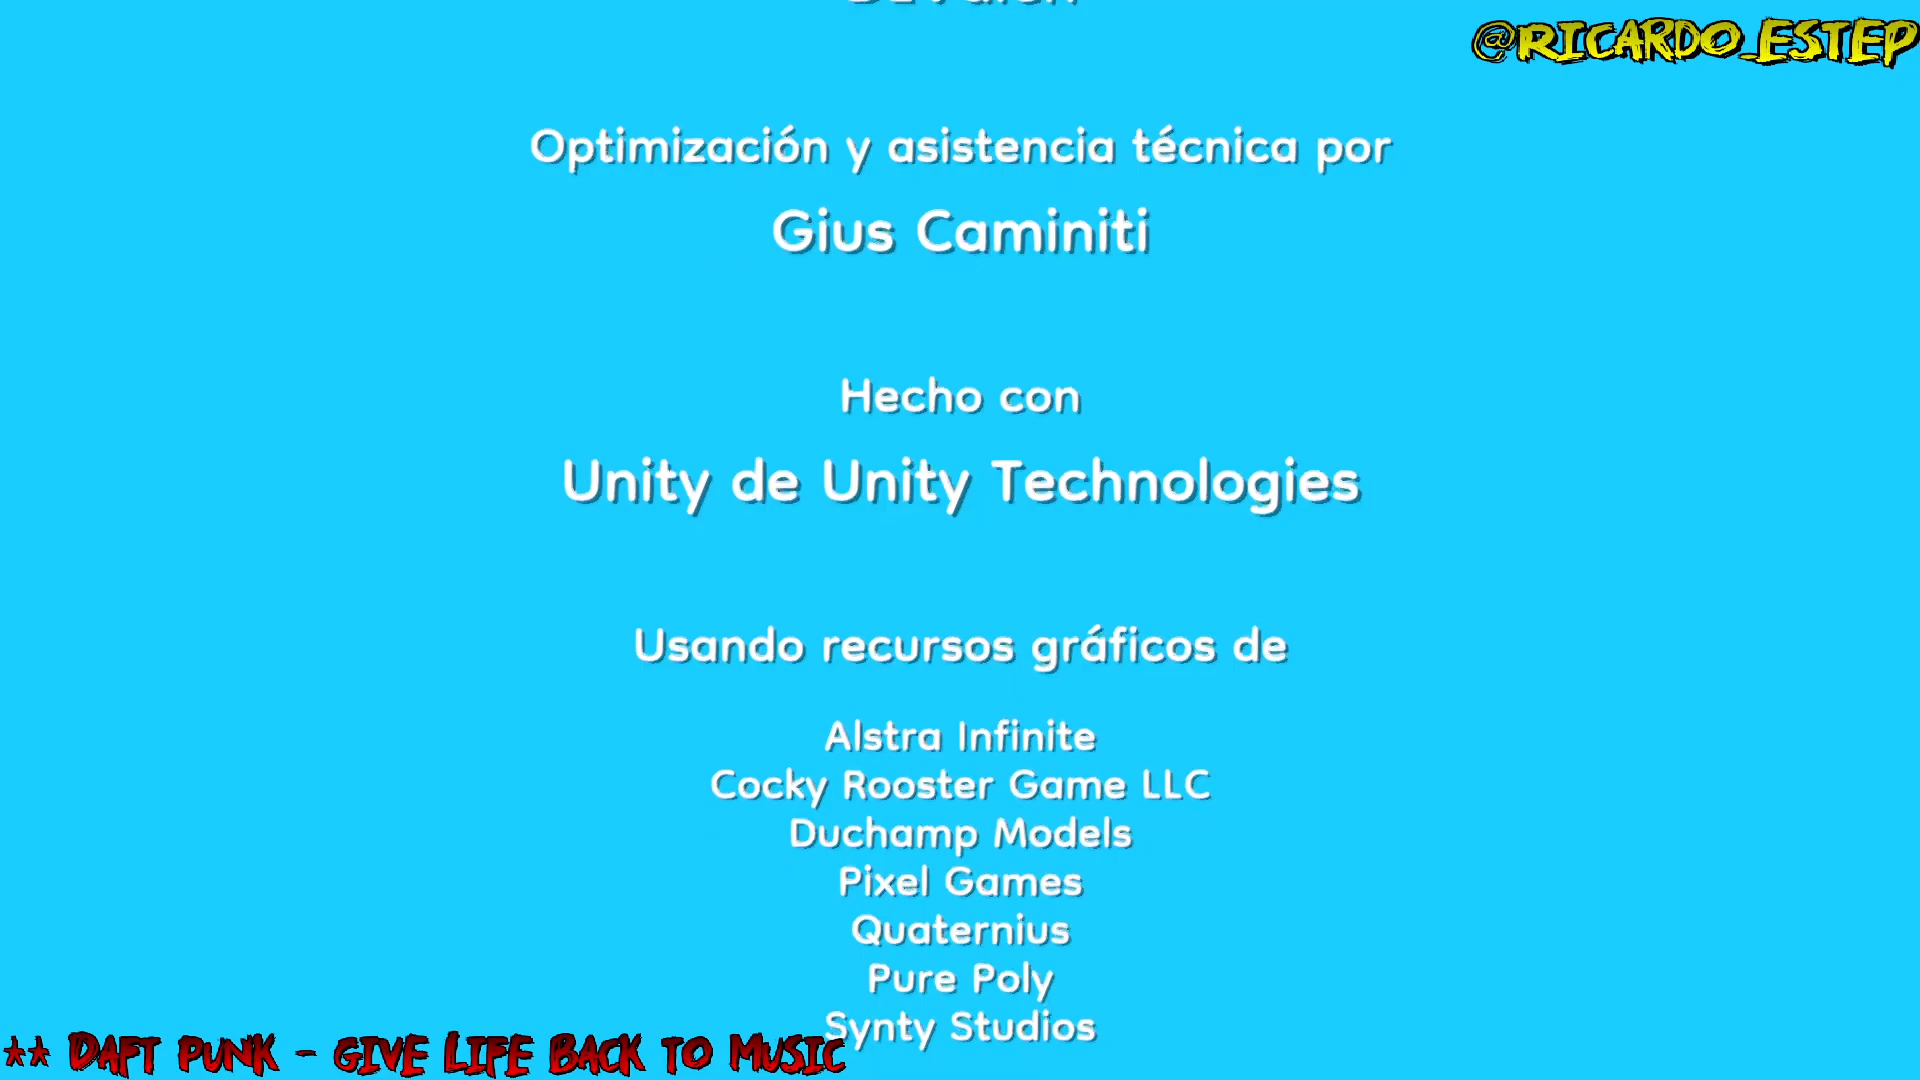 @RICARDO_ESTEP
Optimización y asistencia técnica por
Gius Caminiti
Hecho con
Unity de Unity Technologies
Usando recursos gráficos de
Alstra Infinite
Cocky Rooster Game LLC
Duchamp Models
Pixel Games
Quaternius
Pure Poly
Synty Studios
** DAFT PUNK - GIVE LIFE BACK TO MUSIC